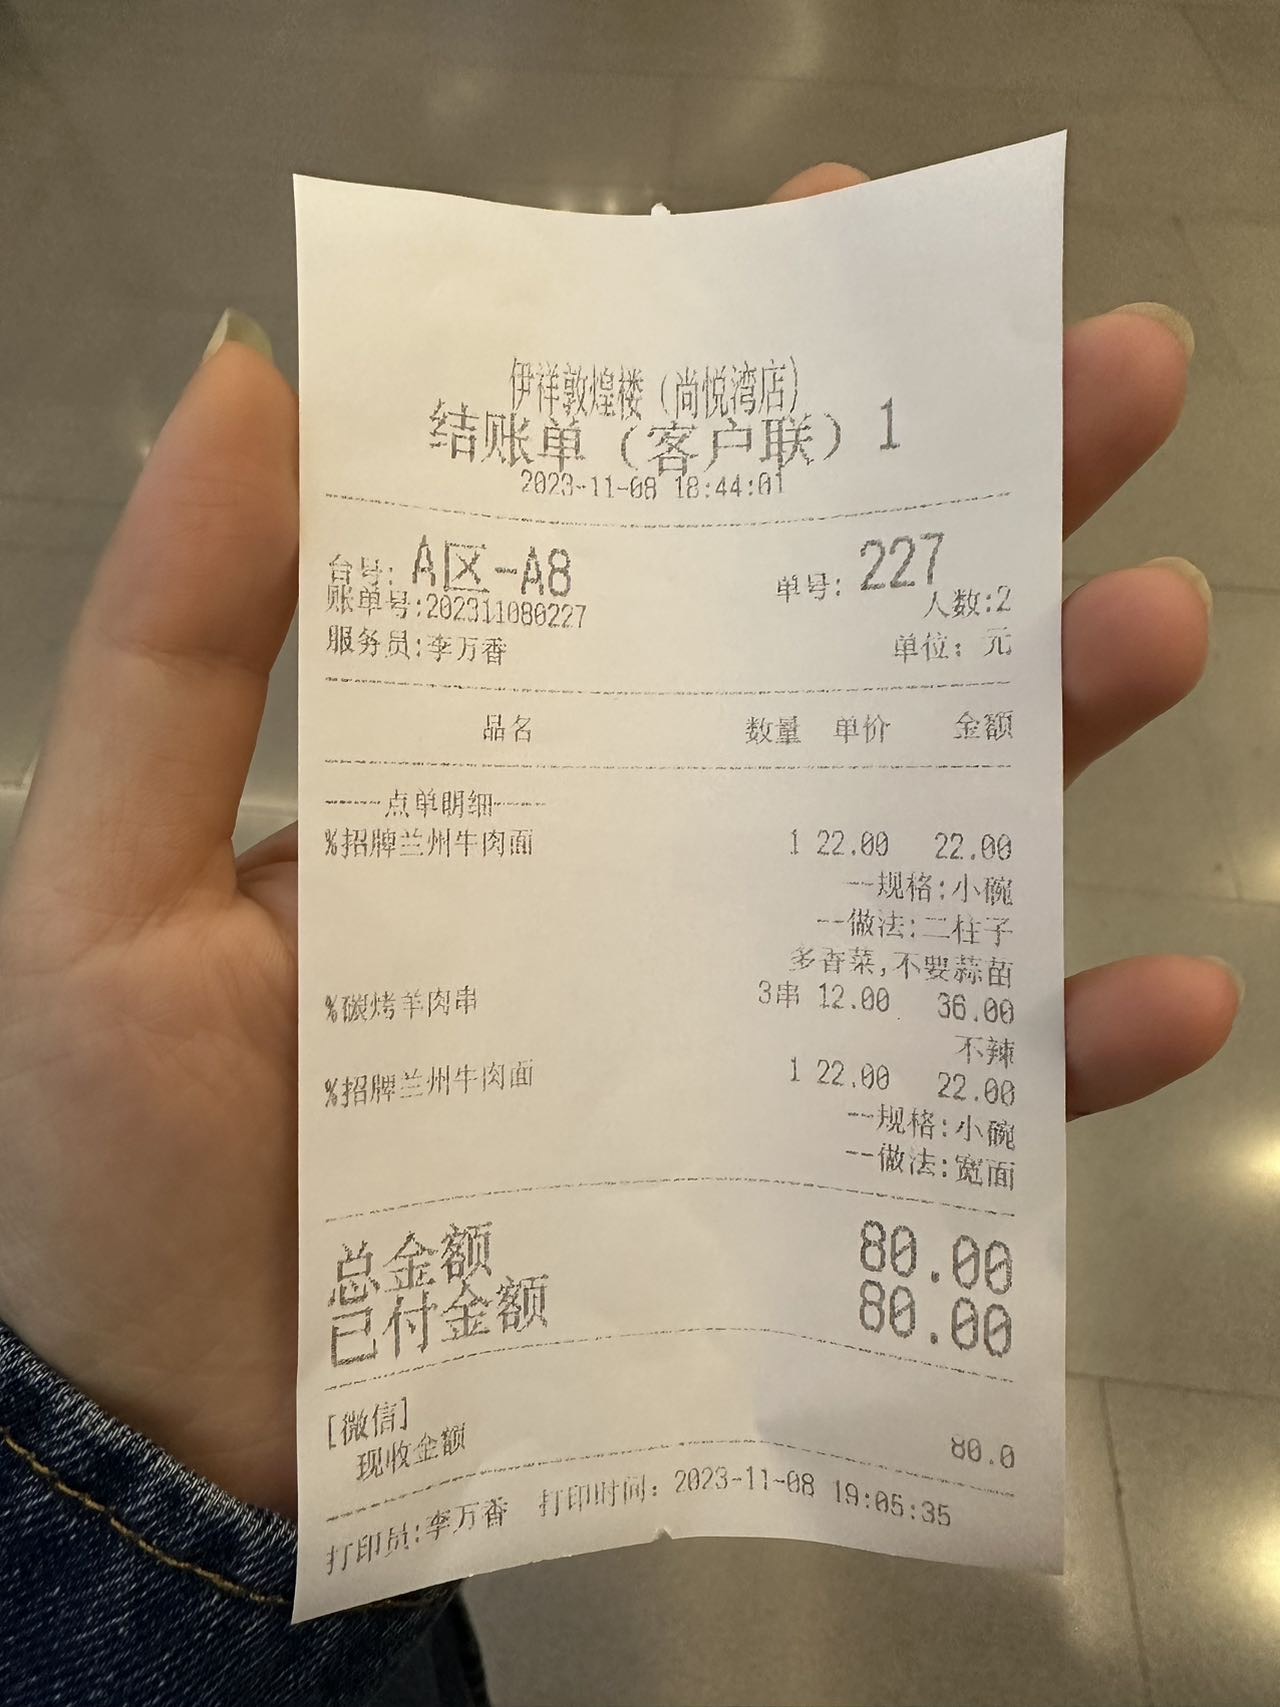 伊祥敦煌楼（尚悦湾店）
结账单（客户联）1
2023-11-08 18:44:01
台号: A区-A8 单号: 227
账单号:202311080227 人数:2
服务员:李万香 单位: 元
品名 数量 单价 金额
------点单明细------
%招牌兰州牛肉面 1 22.00 22.00
--规格:小碗
--做法:二柱子
多香菜,不要蒜苗
%碳烤羊肉串 3串 12.00 36.00
不辣
%招牌兰州牛肉面 1 22.00 22.00
--规格:小碗
--做法:宽面
总金额 80.00
已付金额 80.00
[微信]
现收金额 80.0
打印员:李万香 打印时间: 2023-11-08 19:05:35